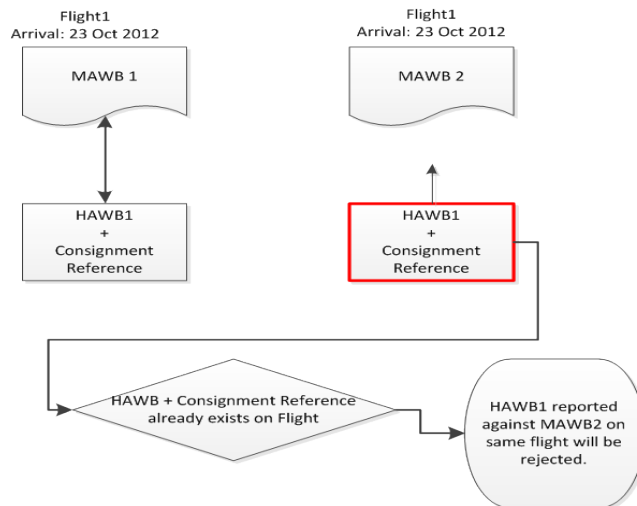 Flight1
Arrival: 23 Oct 2012
MAWB 1
HAWB1
+
Consignment
Reference
Flight1
Arrival: 23 Oct 2012
MAWB 2
HAWB1
+
Consignment
Reference
HAWB + Consignment Reference
already exists on Flight
HAWB1 reported
against MAWB2 on
same flight will be
rejected.